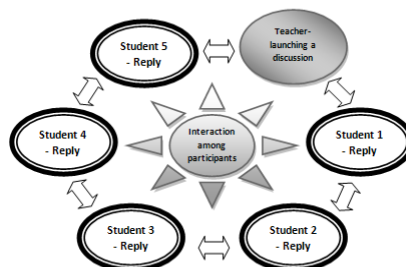 Student 5
- Reply
Teacher-
launching a
discussion
Student 4
- Reply
Interaction
among
participants
Student 1
- Reply
Student 3
- Reply
Student 2
- Reply